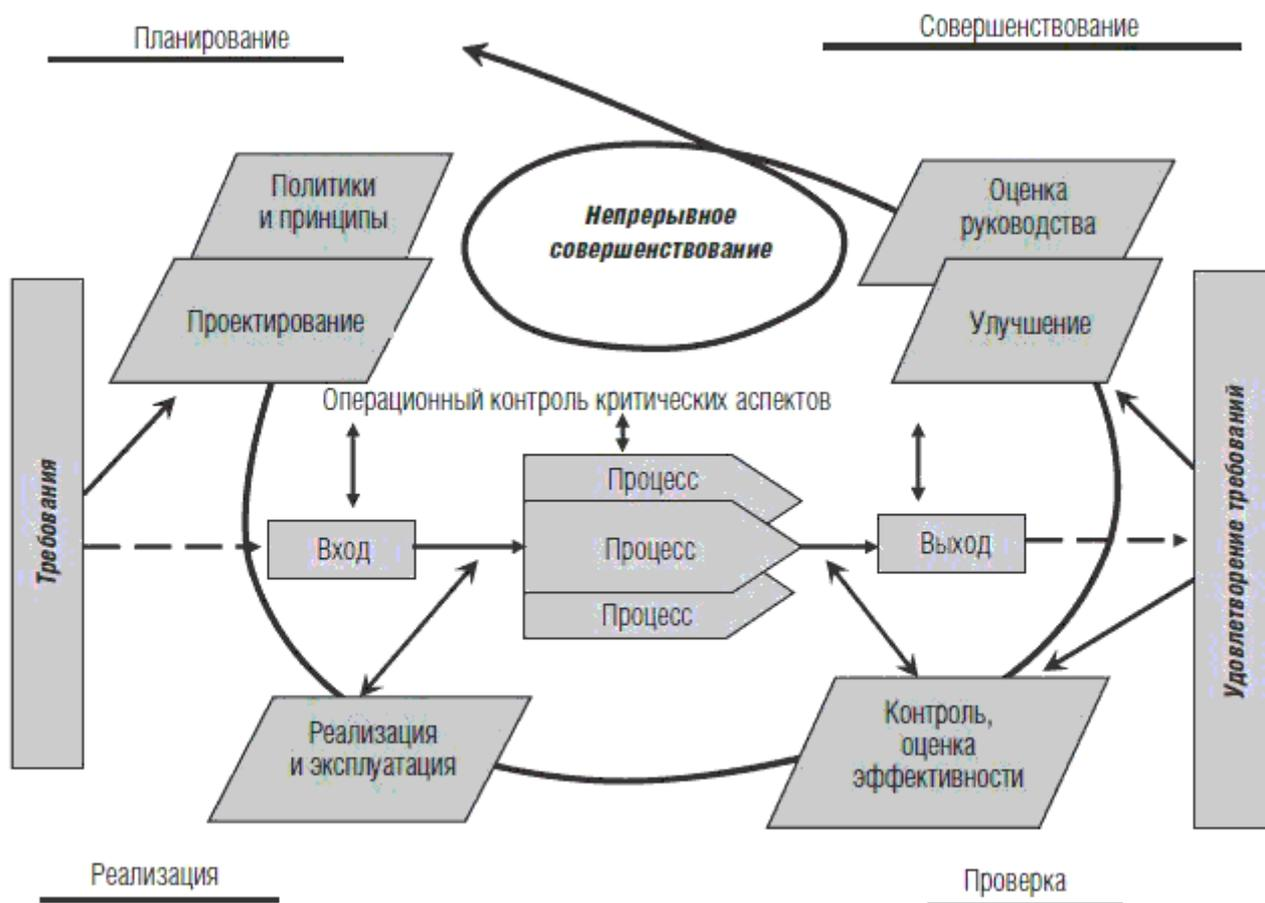 Планирование
Совершенствование
Политики
и принципы
Непрерывное
совершенствование
Оценка
руководства
Проектирование
Улучшение
Операционный контроль критических аспектов
Требования
Процесс
Вход
Процесс
Выход
Процесс
Удовлетворение требований
Реализация
и эксплуатация
Контроль,
оценка
эффективности
Реализация
Проверка